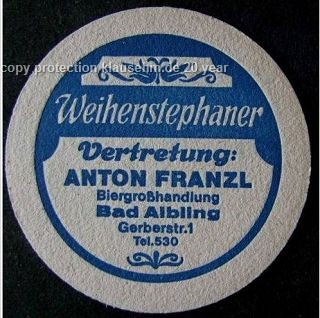 copy protection klausehm.de 20 year
Weihenstephaner
Vertretung:
ANTON FRANZL
Biergroßhandlung
Bad Aibling
Gerberstr.1
Tel.530